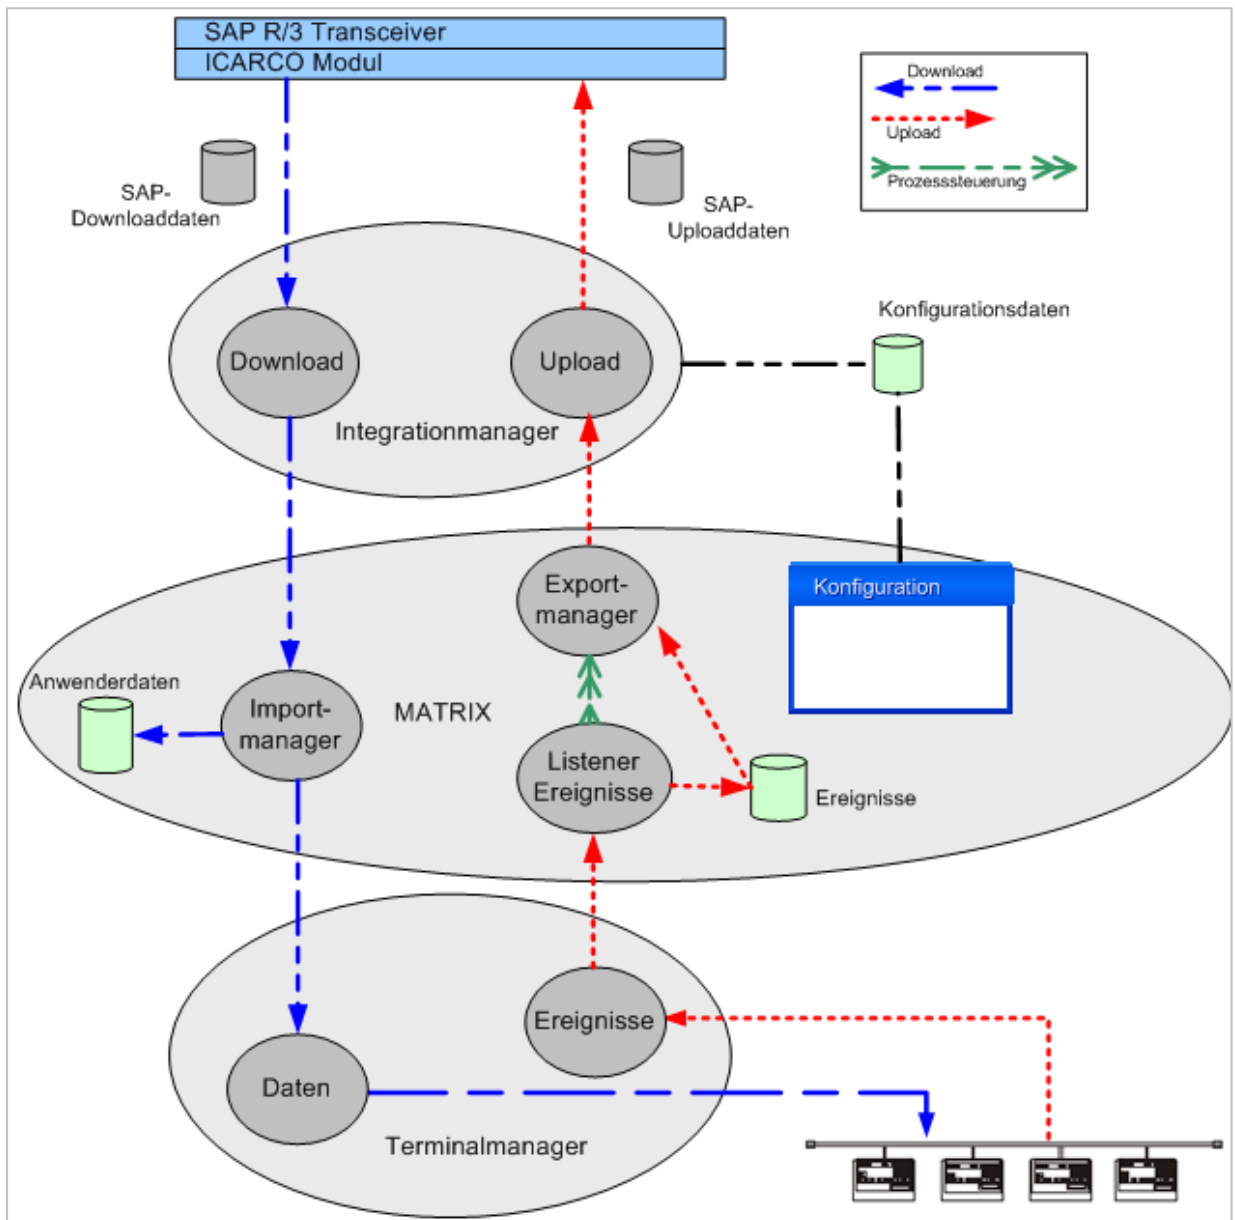 SAP R/3 Transceiver
ICARCO Modul
Download
Upload
Prozesssteuerung
SAP-
Downloaddaten
SAP-
Uploaddaten
Konfigurationsdaten
Download
Upload
Integrationmanager
Export-
manager
Konfiguration
Anwenderdaten
Import-
manager
MATRIX
Listener
Ereignisse
Ereignisse
Ereignisse
Daten
Terminalmanager